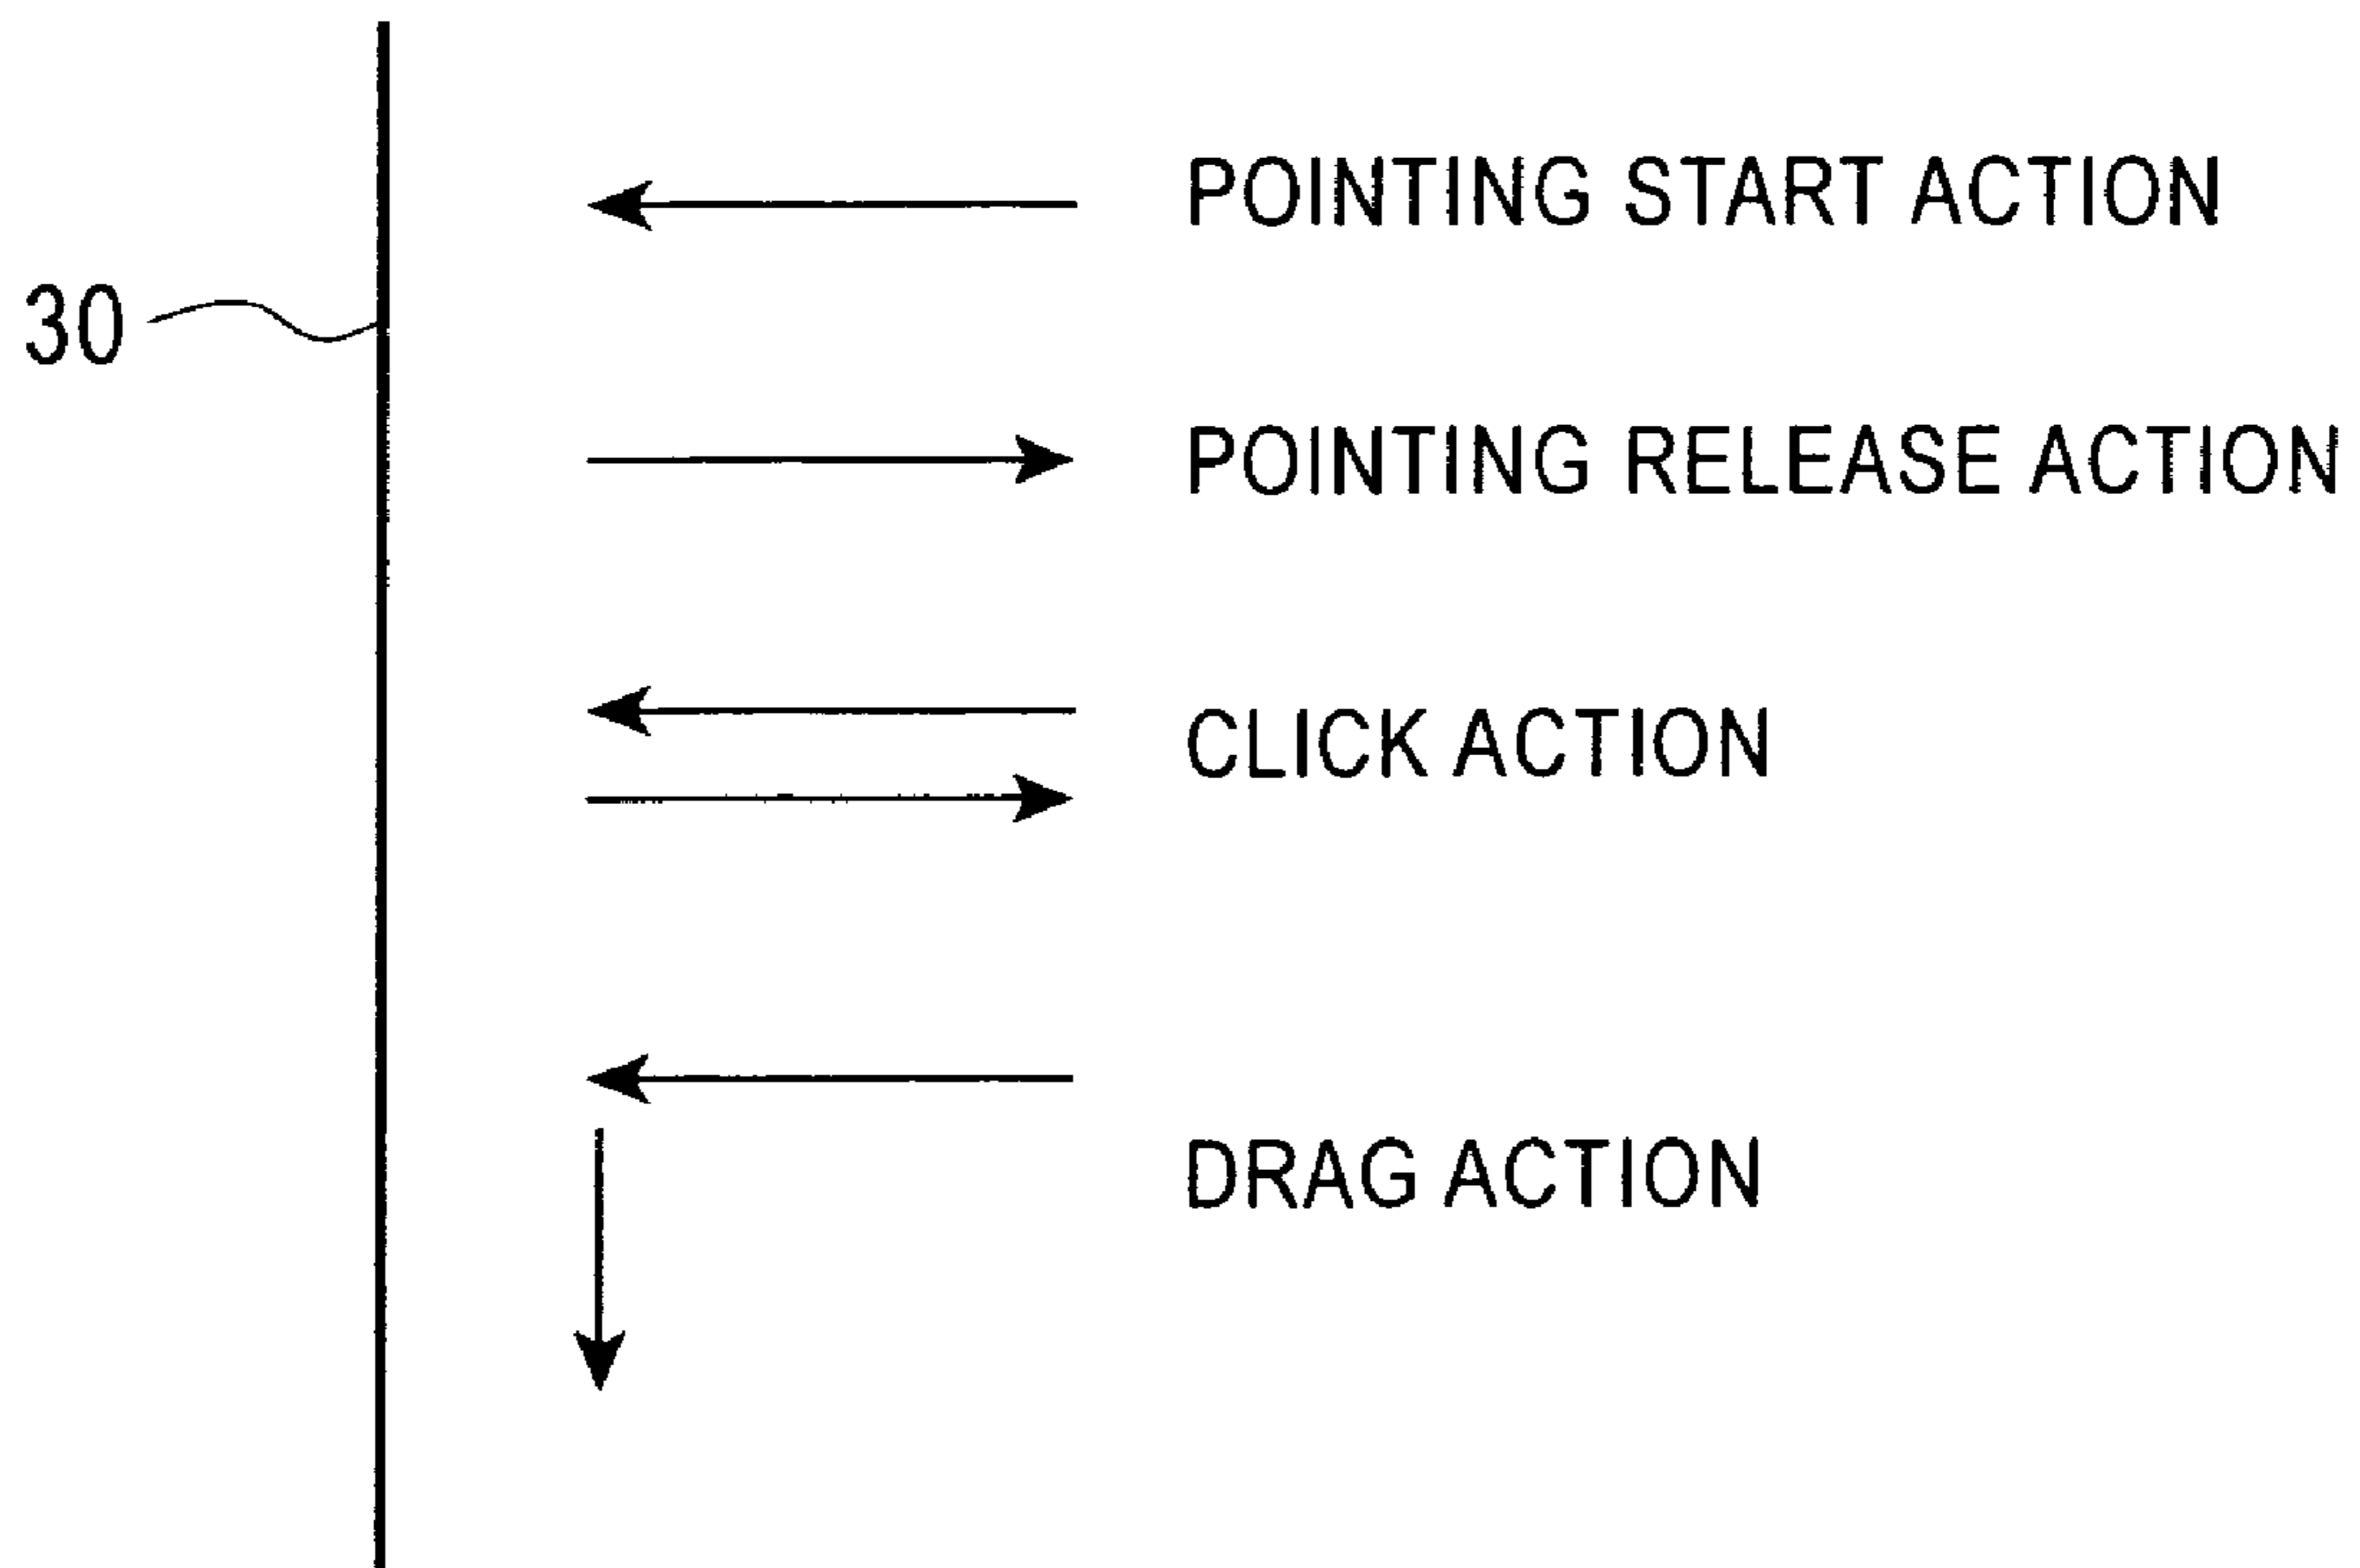 POINTING START ACTION
30
POINTING RELEASE ACTION
CLICK ACTION
DRAG ACTION